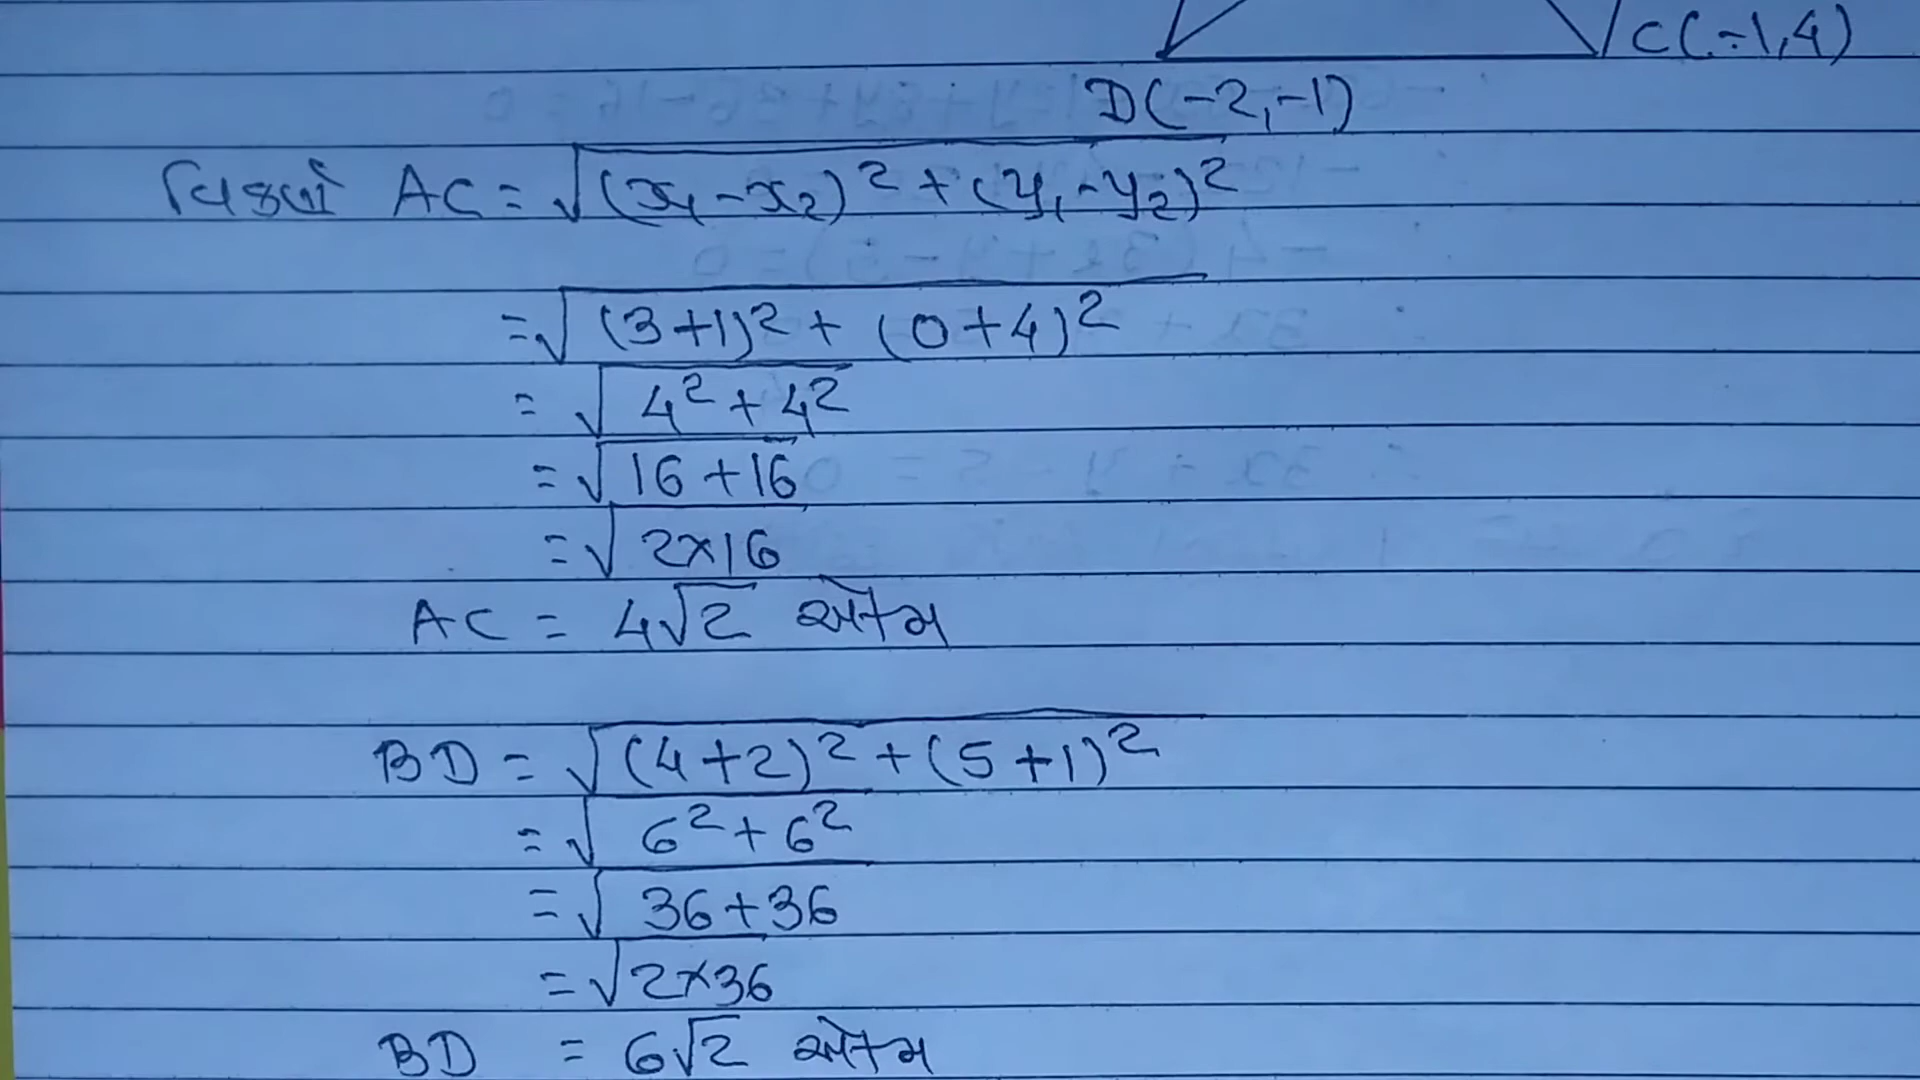 C(-1,4)
D(-2,-1)
વિકર્ણ AC = √(x₁-x₂)² + (y₁-y₂)²
= √(3+1)² + (0+4)²
= √4² + 4²
= √16+16
= √2×16
AC = 4√2 એકમ
BD = √(4+2)² + (5+1)²
= √6² + 6²
= √36+36
= √2×36
BD = 6√2 એકમ